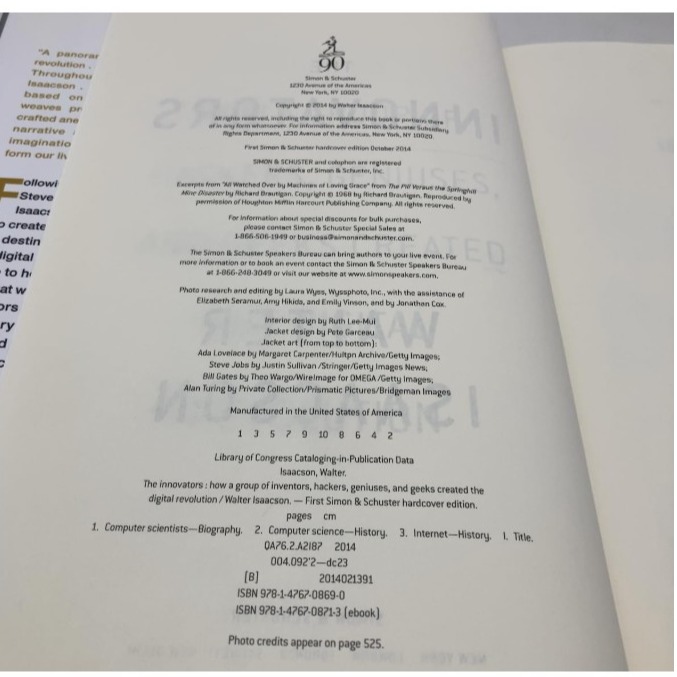 "A panorar
revolution.
Throughou
Isaacson
based on
weaves pr
crafted ane
narrative
imaginatio
form our liv
Followi
Steve
Isaacs
create
destin
digital
to
at w
ors
ry
d
90
Simon & Schuster
1230 Avenue of the Americas
New York, NY 10020
Copyright © 2014 by Walter Isaacson
All rights reserved, including the right to reproduce this book or portions there
of in any form whatsoever. For information address Simon & Schuster Subsidiary
Rights Department, 1230 Avenue of the Americas, New York, NY 10020
First Simon & Schuster hardcover edition October 2014
SIMON & SCHUSTER and colophon are registered
trademarks of Simon & Schuster, Inc.
Excerpts from "All Watched Over by Machines of Loving Grace" from The Pill Versus the Springhill
Mine Disaster by Richard Brautigan. Copyright © 1968 by Richard Brautigan. Reproduced by
permission of Houghton Mifflin Harcourt Publishing Company. All rights reserved.
For information about special discounts for bulk purchases,
please contact Simon & Schuster Special Sales at
1-866-506-1949 or business@simonandschuster.com.
The Simon & Schuster Speakers Bureau can bring authors to your live event. For
more information or to book an event contact the Simon & Schuster Speakers Bureau
at 1-866-248-3049 or visit our website at www.simonspeakers.com.
Photo research and editing by Laura Wyss, Wyssphoto, Inc., with the assistance of
Elizabeth Seramur, Amy Hikida, and Emily Vinson, and by Jonathan Cox.
Interior design by Ruth Lee-Mui
Jacket design by Pete Garceau
Jacket art (from top to bottom):
Ada Lovelace by Margaret Carpenter/Hulton Archive/Getty Images;
Steve Jobs by Justin Sullivan /Stringer/Getty Images News;
Bill Gates by Theo Wargo/WireImage for OMEGA /Getty Images;
Alan Turing by Private Collection/Prismatic Pictures/Bridgeman Images
Manufactured in the United States of America
1 3 5 7 9 10 8 6 4 2
Library of Congress Cataloging-in-Publication Data
Isaacson, Walter.
The innovators : how a group of inventors, hackers, geniuses, and geeks created the
digital revolution / Walter Isaacson. — First Simon & Schuster hardcover edition.
pages cm
1. Computer scientists—Biography. 2. Computer science—History. 3. Internet—History. I. Title.
QA76.2.A2I87 2014
004.092'2—dc23
[B] 2014021391
ISBN 978-1-4767-0869-0
ISBN 978-1-4767-0871-3 (ebook)
Photo credits appear on page 525.